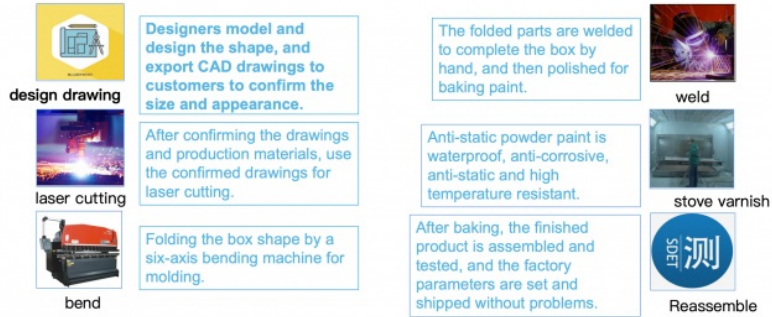 Designers model and
design the shape, and
export CAD drawings to
customers to confirm the
size and appearance.
design drawing
After confirming the drawings
and production materials, use
the confirmed drawings for
laser cutting.
laser cutting
Folding the box shape by a
six-axis bending machine for
molding.
bend
The folded parts are welded
to complete the box by
hand, and then polished for
baking paint.
weld
Anti-static powder paint is
waterproof, anti-corrosive,
anti-static and high
temperature resistant.
stove varnish
After baking, the finished
product is assembled and
tested, and the factory
parameters are set and
shipped without problems.
SDET
测
Reassemble